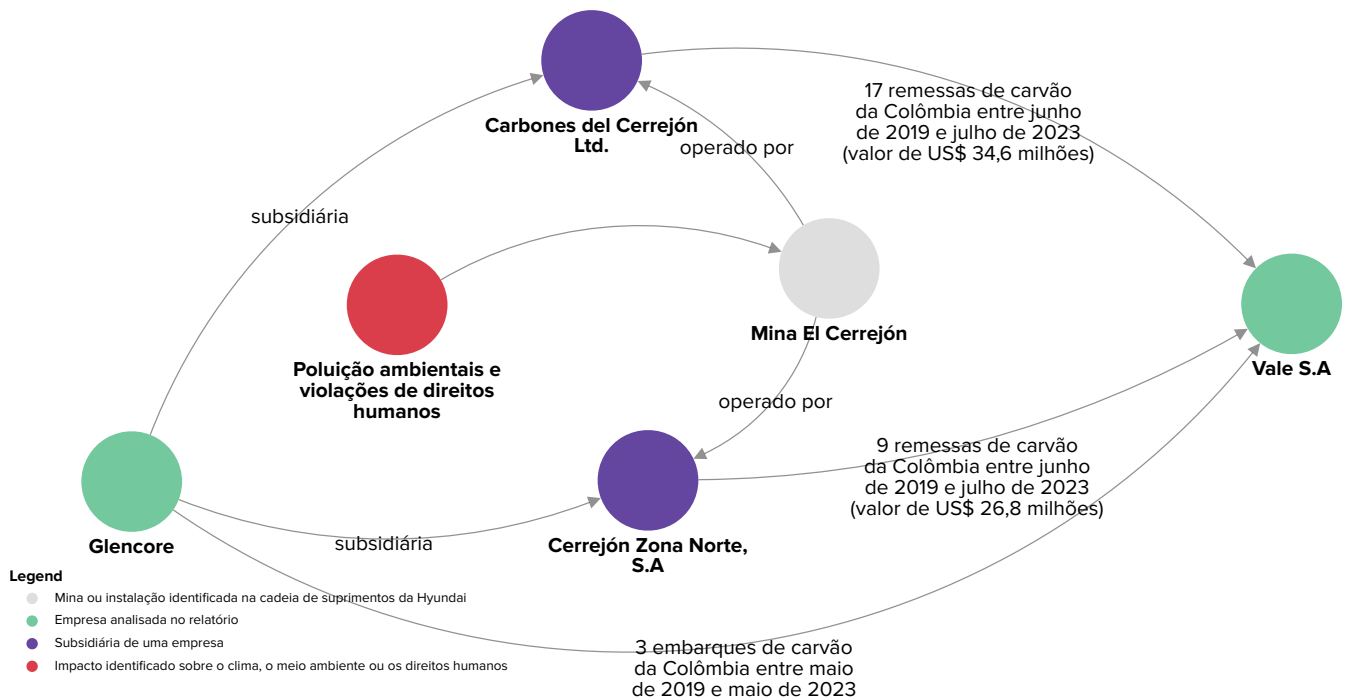 17 remessas de carvão
da Colômbia entre junho
de 2019 e julho de 2023
(valor de US$ 34,6 milhões)
Carbones del Cerrejón
Ltd.
operado por
subsidiária
Mina El Cerrejón
Poluição ambientais e
violações de direitos
humanos
Vale S.A
operado por
9 remessas de carvão
da Colômbia entre junho
de 2019 e julho de 2023
(valor de US$ 26,8 milhões)
Glencore
subsidiária
Cerrejón Zona Norte,
S.A
Legend
Mina ou instalação identificada na cadeia de suprimentos da Hyundai
Empresa analisada no relatório
Subsidiária de uma empresa
Impacto identificado sobre o clima, o meio ambiente ou os direitos humanos
3 embarques de carvão
da Colômbia entre maio
de 2019 e maio de 2023